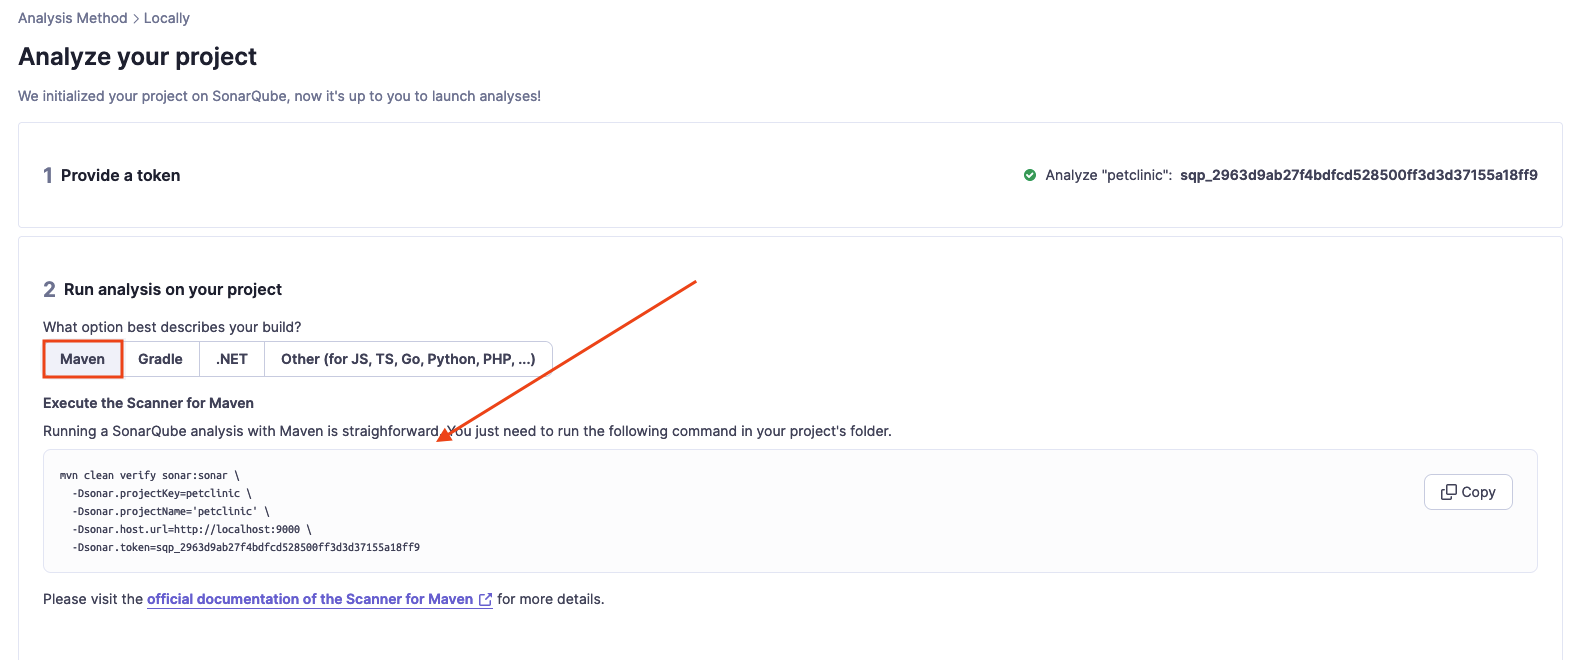 Analysis Method > Locally
Analyze your project
We initialized your project on SonarQube, now it's up to you to launch analyses!
1 Provide a token
Analyze "petclinic": sqp_2963d9ab27f4bdfcd528500ff3d3d37155a18ff9
2 Run analysis on your project
What option best describes your build?
Maven Gradle .NET Other (for JS, TS, Go, Python, PHP, ...)
Execute the Scanner for Maven
Running a SonarQube analysis with Maven is straighforward. You just need to run the following command in your project's folder.
mvn clean verify sonar:sonar \
-Dsonar.projectKey=petclinic \
-Dsonar.projectName='petclinic' \
-Dsonar.host.url=http://localhost:9000 \
-Dsonar.token=sqp_2963d9ab27f4bdfcd528500ff3d3d37155a18ff9
Copy
Please visit the official documentation of the Scanner for Maven for more details.